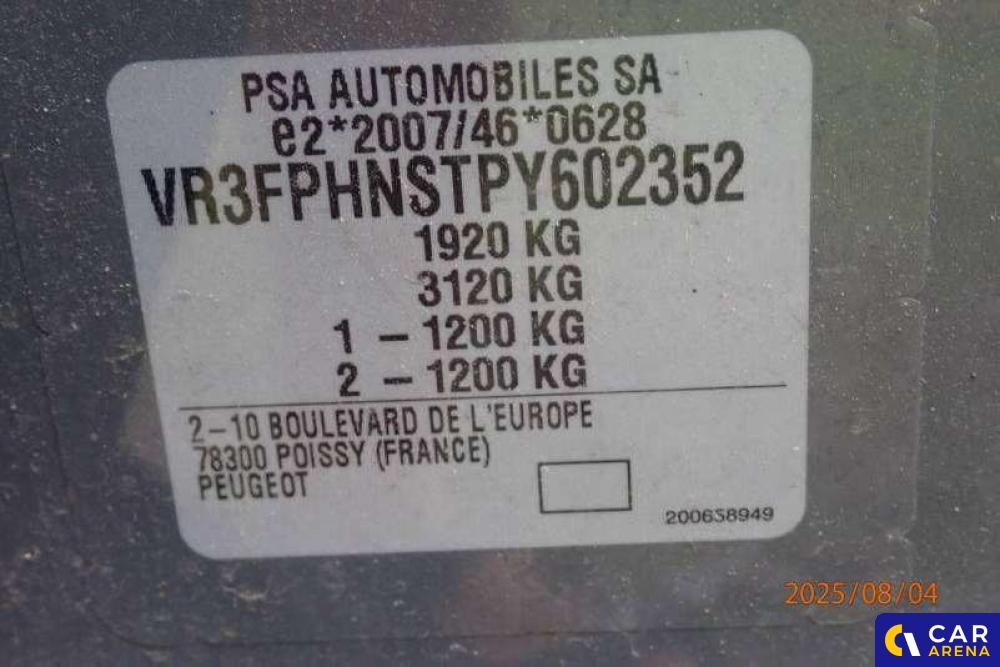 PSA AUTOMOBILES SA
e2*2007/46*0628
VR3FPHNSTPY602352
1920 KG
3120 KG
1 - 1200 KG
2 - 1200 KG
2-10 BOULEVARD DE L'EUROPE
78300 POISSY (FRANCE)
PEUGEOT
200638949
2025/08/04
CAR
ARENA